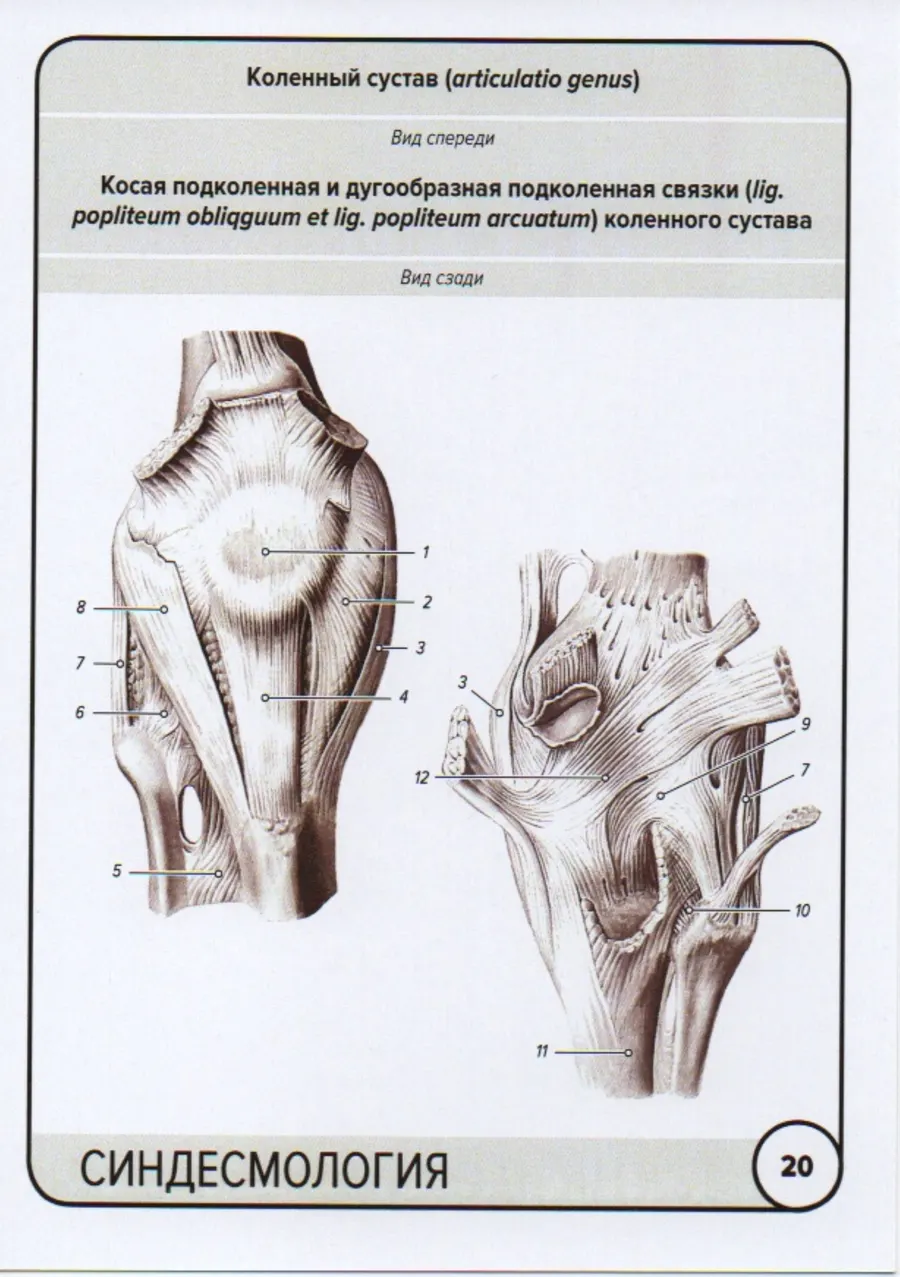 Коленный сустав (articulatio genus)
Вид спереди
Косая подколенная и дугообразная подколенная связки (lig.
popliteum obliqguum et lig. popliteum arcuatum) коленного сустава
Вид сзади
1
2
3
4
8
7
6
5
3
12
9
7
10
11
СИНДЕСМОЛОГИЯ
20